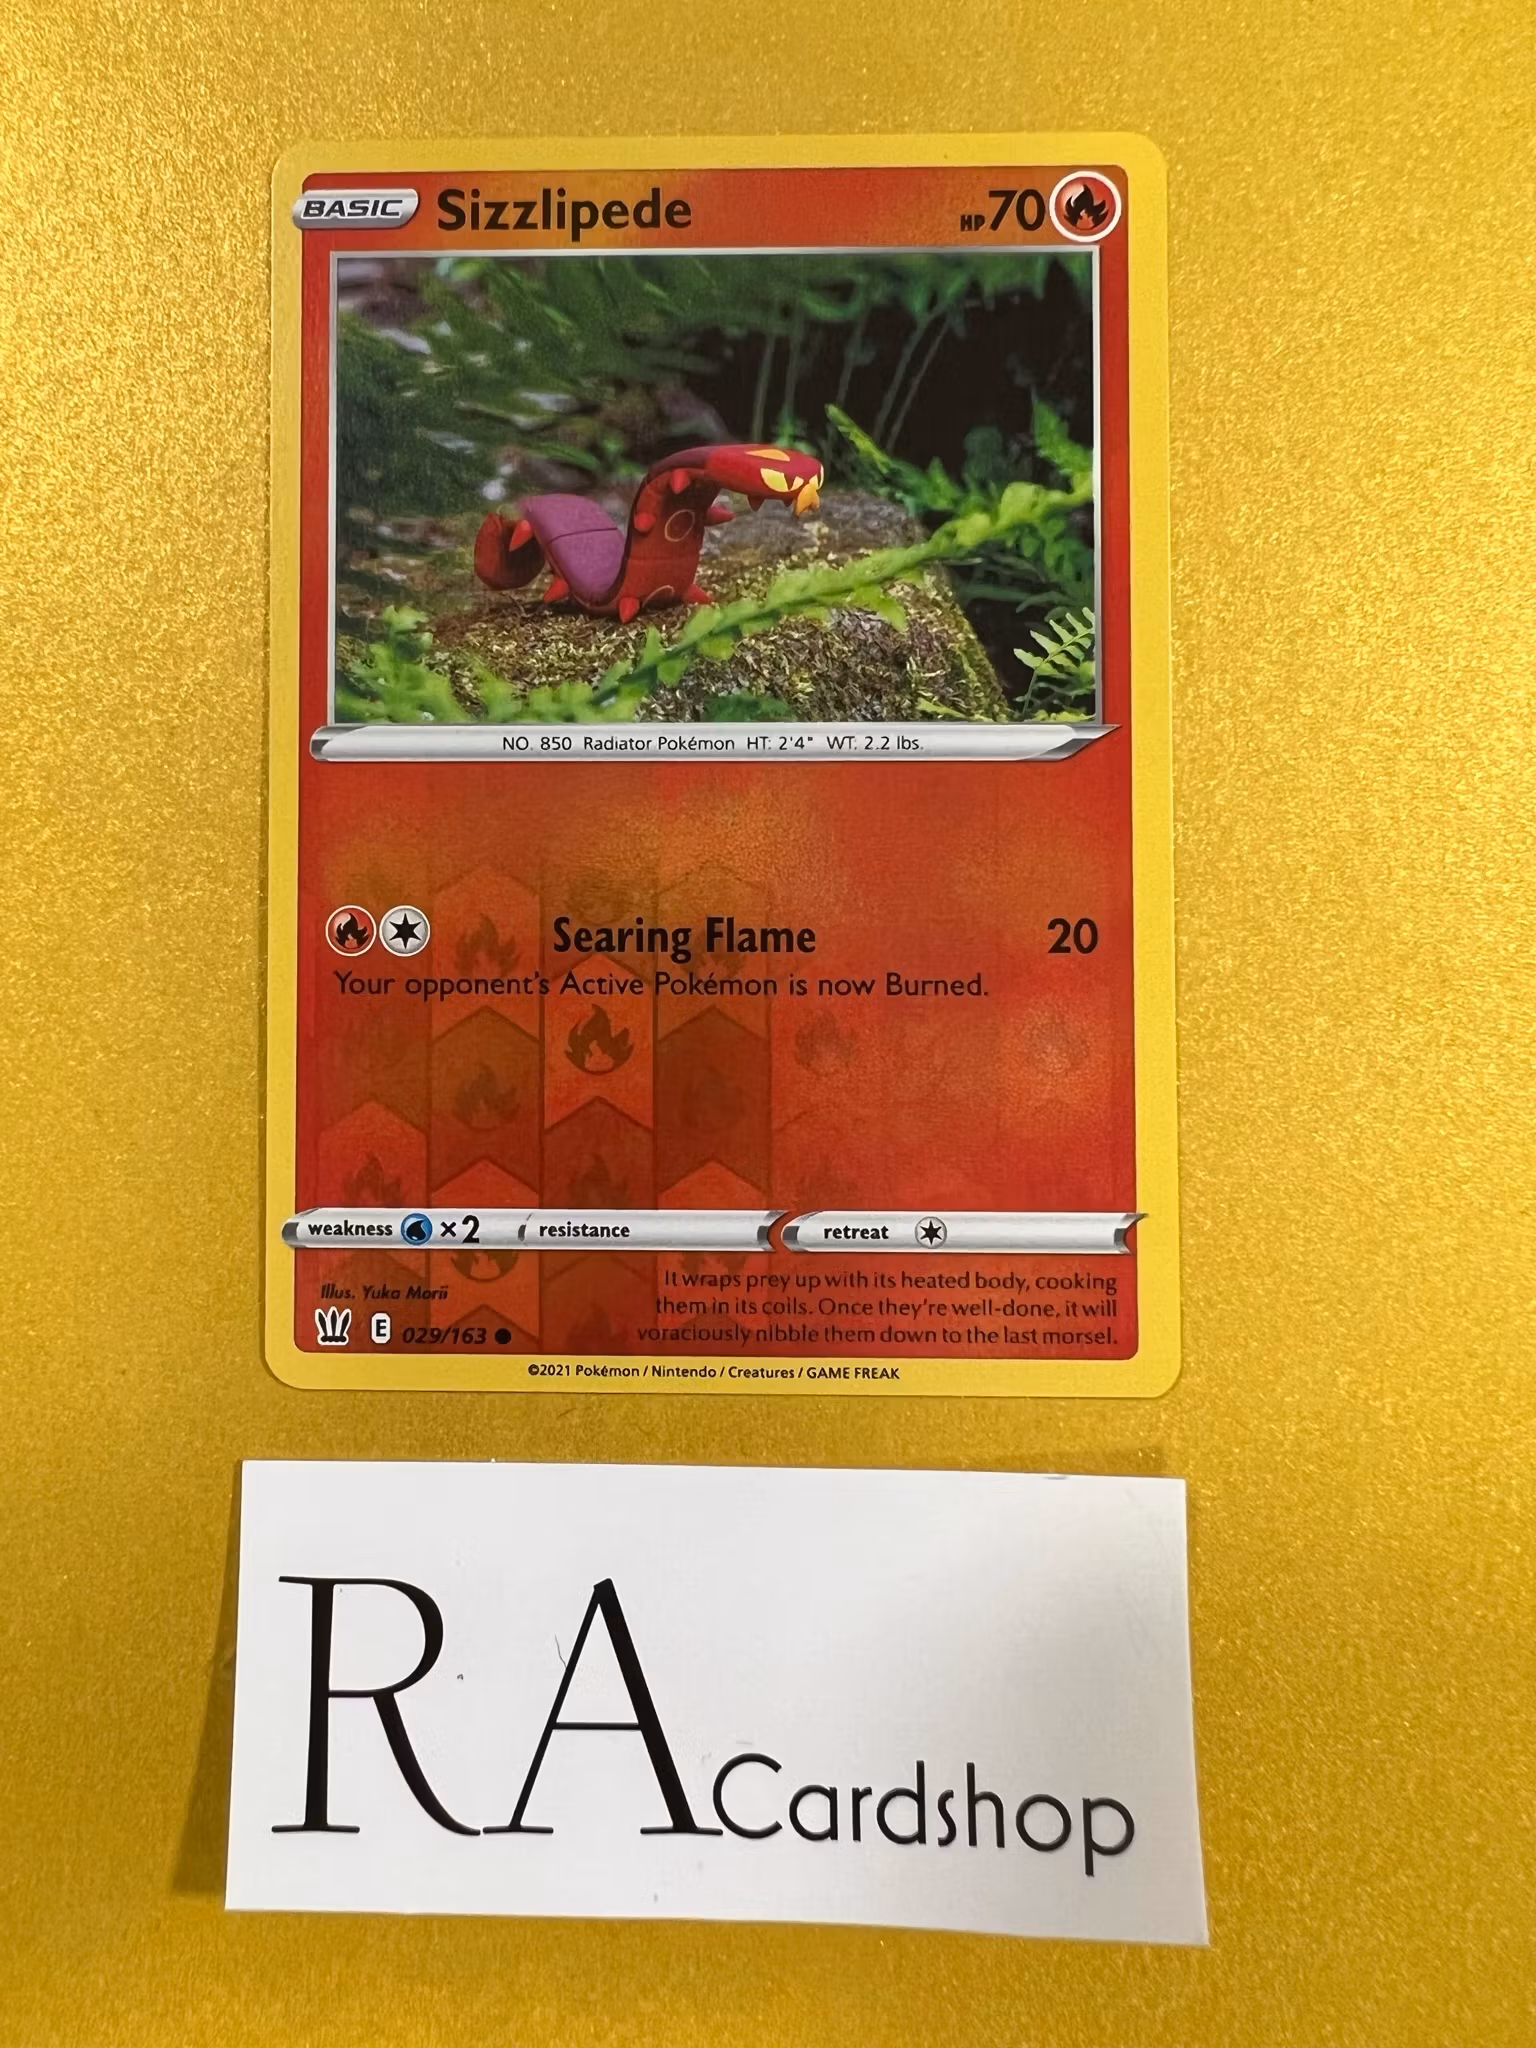 BASIC Sizzlipede HP 70
NO. 850 Radiator Pokémon HT: 2'4" WT: 2.2 lbs.
Searing Flame 20
Your opponent's Active Pokémon is now Burned.
weakness ×2 resistance retreat
Illus. Yuka Morii
It wraps prey up with its heated body, cooking
them in its coils. Once they're well-done, it will
voraciously nibble them down to the last morsel.
E 029/163
©2021 Pokémon / Nintendo / Creatures / GAME FREAK
RA Cardshop